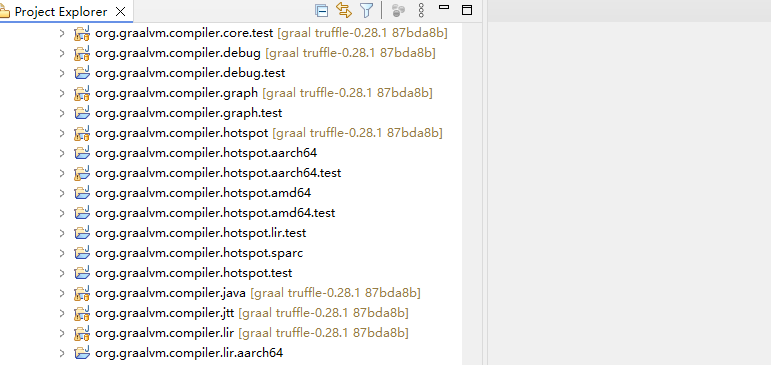 Project Explorer
org.graalvm.compiler.core.test [graal truffle-0.28.1 87bda8b]
org.graalvm.compiler.debug [graal truffle-0.28.1 87bda8b]
org.graalvm.compiler.debug.test
org.graalvm.compiler.graph [graal truffle-0.28.1 87bda8b]
org.graalvm.compiler.graph.test
org.graalvm.compiler.hotspot [graal truffle-0.28.1 87bda8b]
org.graalvm.compiler.hotspot.aarch64
org.graalvm.compiler.hotspot.aarch64.test
org.graalvm.compiler.hotspot.amd64
org.graalvm.compiler.hotspot.amd64.test
org.graalvm.compiler.hotspot.lir.test
org.graalvm.compiler.hotspot.sparc
org.graalvm.compiler.hotspot.test
org.graalvm.compiler.java [graal truffle-0.28.1 87bda8b]
org.graalvm.compiler.jtt [graal truffle-0.28.1 87bda8b]
org.graalvm.compiler.lir [graal truffle-0.28.1 87bda8b]
org.graalvm.compiler.lir.aarch64